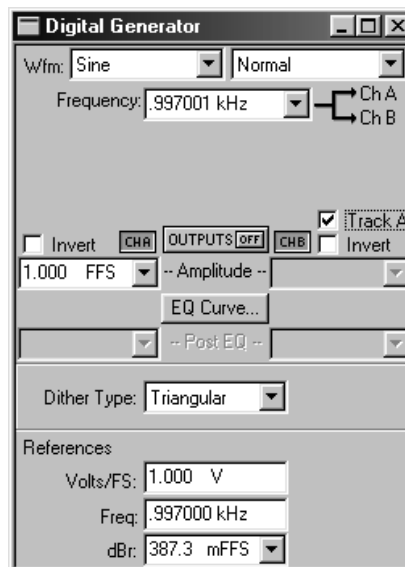 Digital Generator
Wfm: Sine Normal
Frequency: .997001 kHz Ch A
Ch B
Track A
Invert CHA OUTPUTS OFF CHB Invert
1.000 FFS -- Amplitude --
EQ Curve...
-- Post EQ --
Dither Type: Triangular
References
Volts/FS: 1.000 V
Freq: .997000 kHz
dBr: 387.3 mFFS